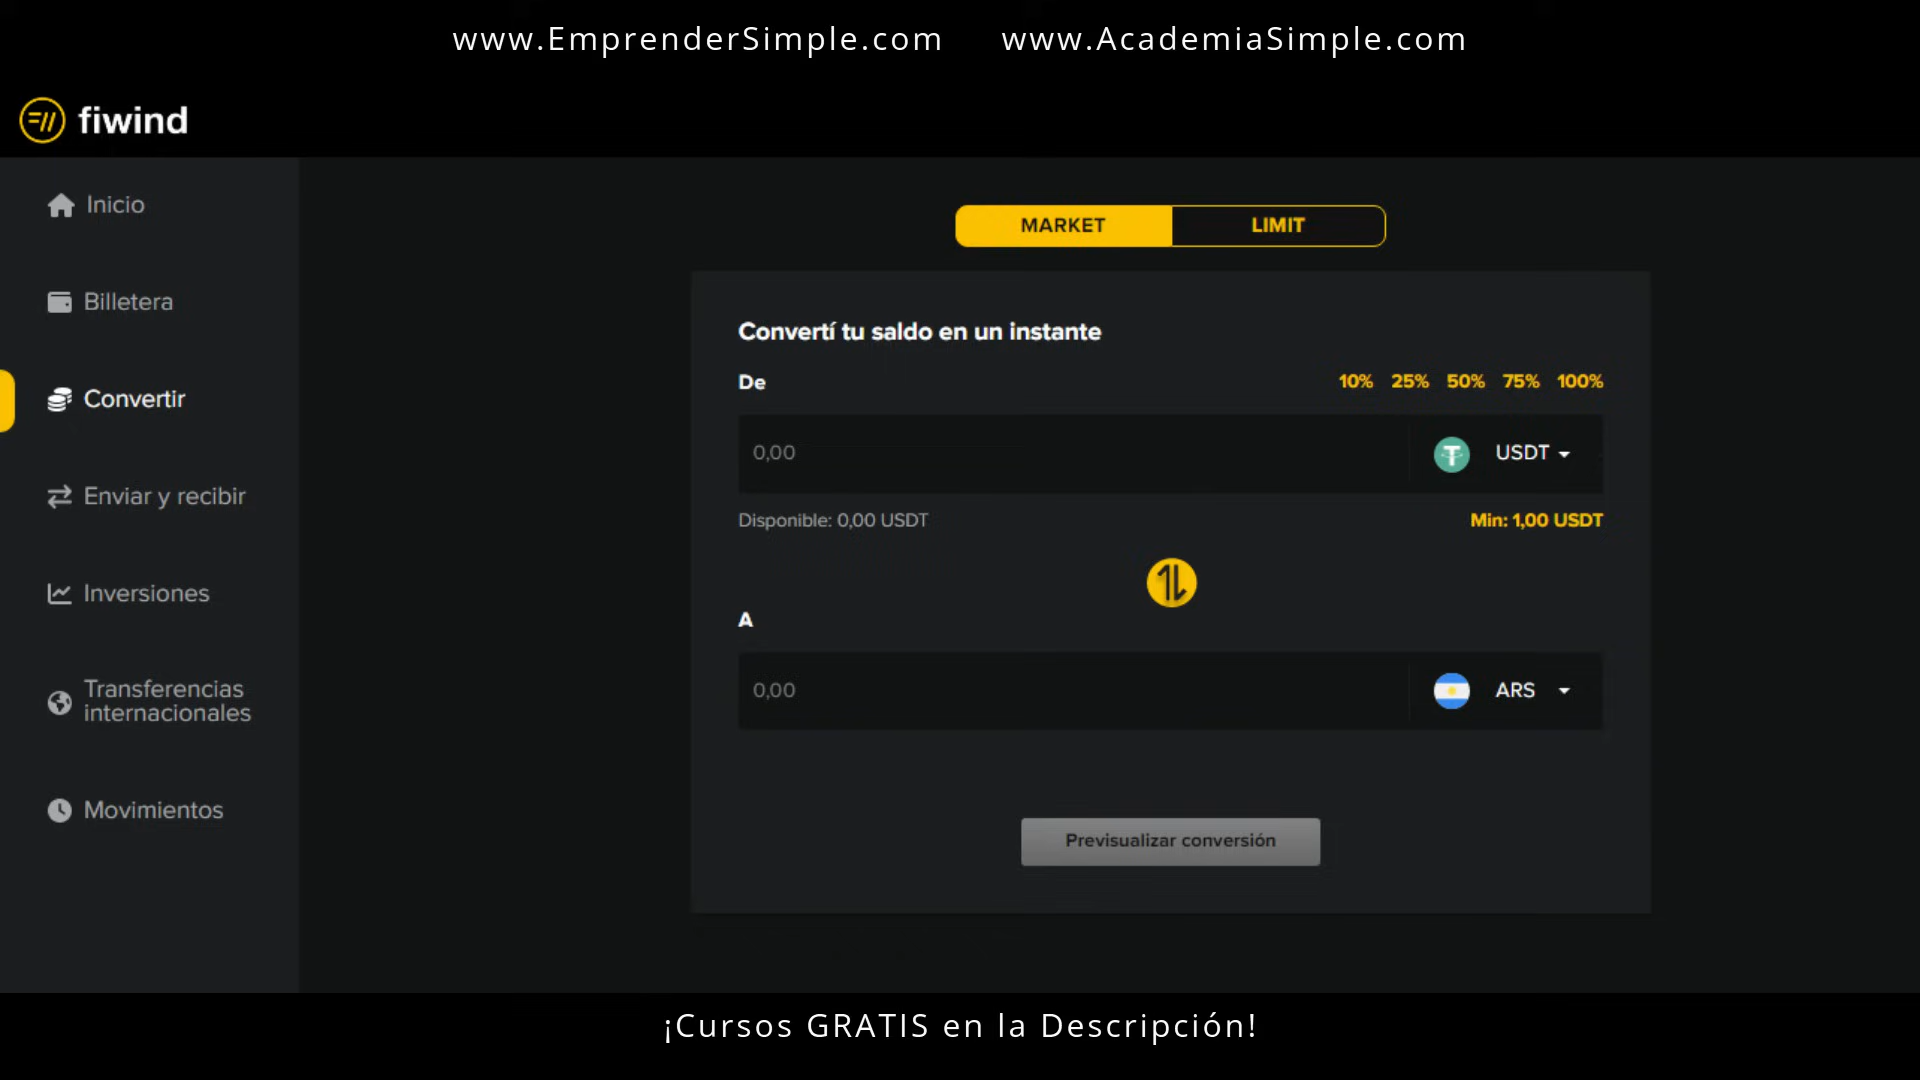 www.EmprenderSimple.com www.AcademiaSimple.com
fiwind
Inicio
Billetera
Convertir
Enviar y recibir
Inversiones
Transferencias
internacionales
Movimientos
MARKET LIMIT
Convertí tu saldo en un instante
De 10% 25% 50% 75% 100%
0,00 USDT
Disponible: 0,00 USDT Min: 1,00 USDT
A
0,00 ARS
Previsualizar conversión
¡Cursos GRATIS en la Descripción!